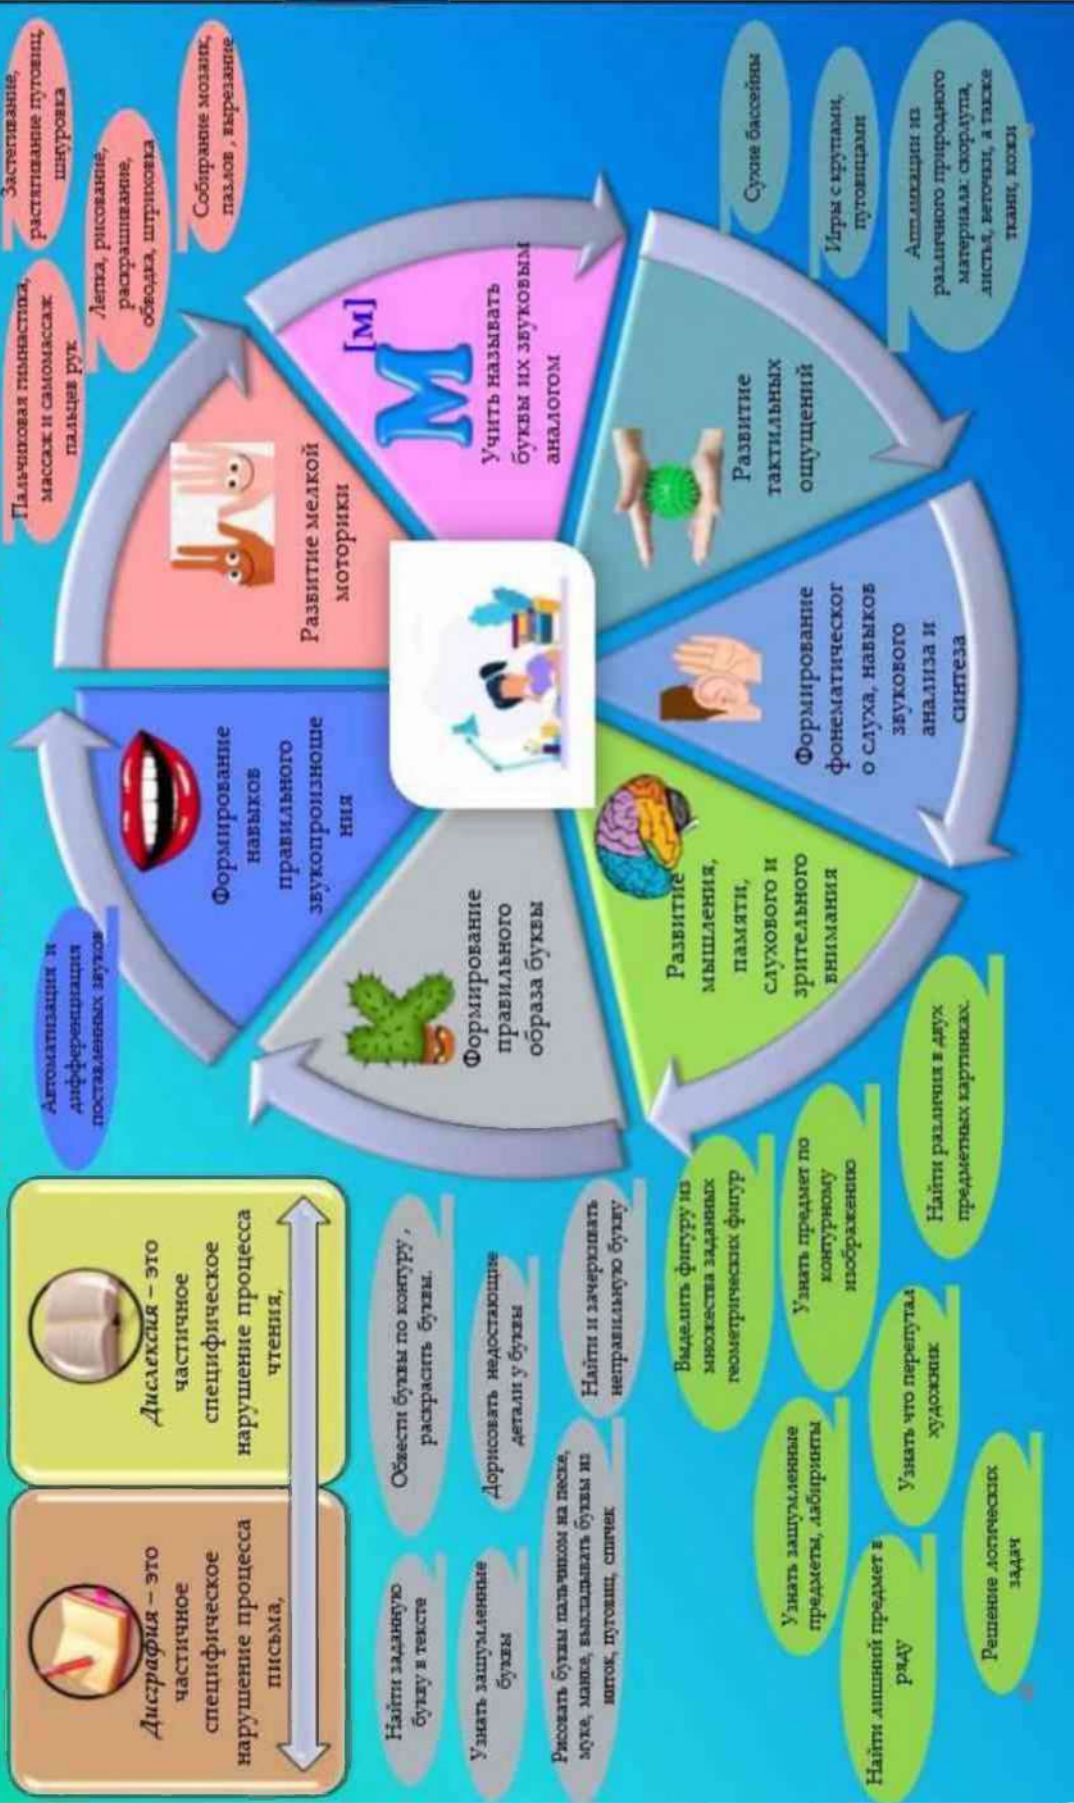 Дисграфия – это
частичное
специфическое
нарушение процесса
письма,
Дислексия – это
частичное
специфическое
нарушение процесса
чтения,
Автоматизация и
дифференциация
поставленных звуков
Пальчиковая гимнастика,
массаж и самомассаж
пальцев рук
Застегивание,
растягивание пуговиц,
шнуровка
Лепка, рисование,
раскрашивание,
обводка, штриховка
Собирание мозаик,
пазлов , вырезание
Формирование
навыков
правильного
звукопроизноше
ния
Развитие мелкой
моторики
М
[м]
Учить называть
буквы их звуковым
аналогом
Развитие
тактильных
ощущений
Формирование
фонематическог
о слуха, навыков
звукового
анализа и
синтеза
Развитие
мышления,
памяти,
слухового и
зрительного
внимания
Формирование
правильного
образа буквы
Найти заданную
букву в тексте
Обвести буквы по контуру ,
раскрасить буквы.
Узнать зашумленные
буквы
Дорисовать недостающие
детали у буквы
Рисовать буквы пальчиком на песке,
муке, манке, выкладывать буквы из
ниток, пуговиц, спичек
Найти и зачеркивать
неправильную букву
Выделить фигуру из
множества заданных
геометрических фигур
Узнать предмет по
контурному
изображению
Найти различия в двух
предметных картинках.
Узнать зашумленные
предметы, лабиринты
Узнать что перепутал
художник
Найти лишний предмет в
ряду
Решение логических
задач
Сухие бассейны
Игры с крупами,
пуговицами
Аппликации из
различного природного
материала: скорлупа,
листья, веточки, а также
ткани, кожи